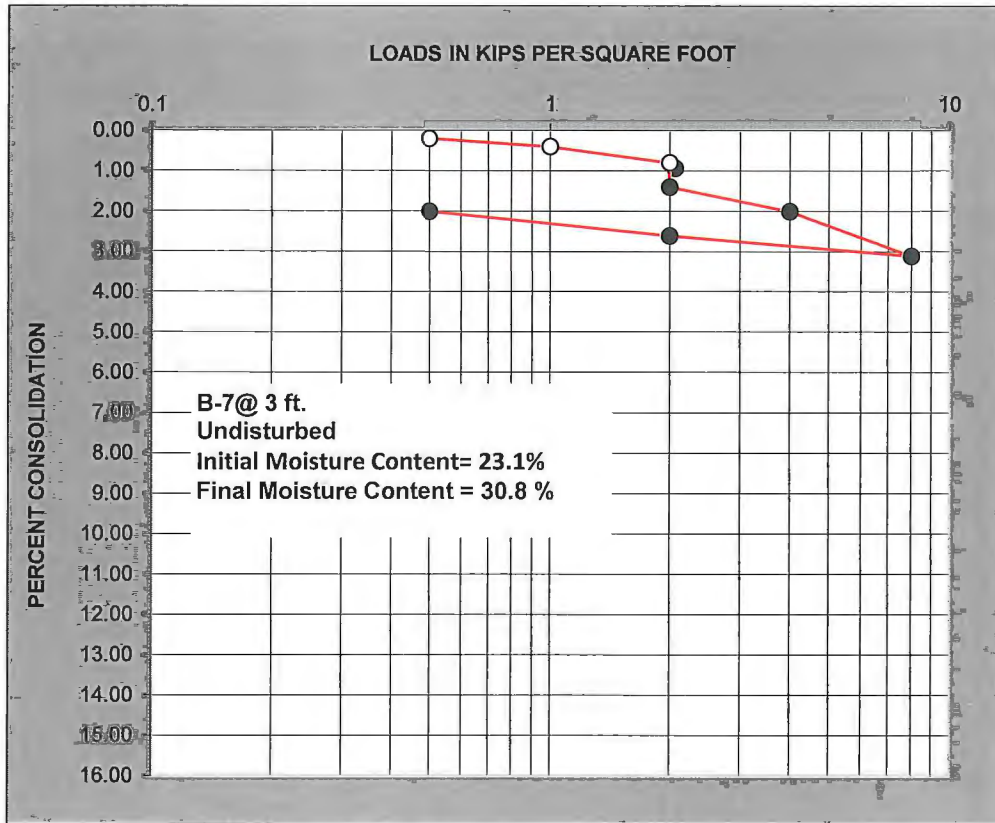 LOADS IN KIPS PER SQUARE FOOT
0.1 1 10
0.00
1.00
2.00
3.00
4.00
5.00
6.00
7.00
8.00
9.00
10.00
11.00
12.00
13.00
14.00
15.00
16.00
PERCENT CONSOLIDATION
B-7@ 3 ft.
Undisturbed
Initial Moisture Content= 23.1%
Final Moisture Content = 30.8 %